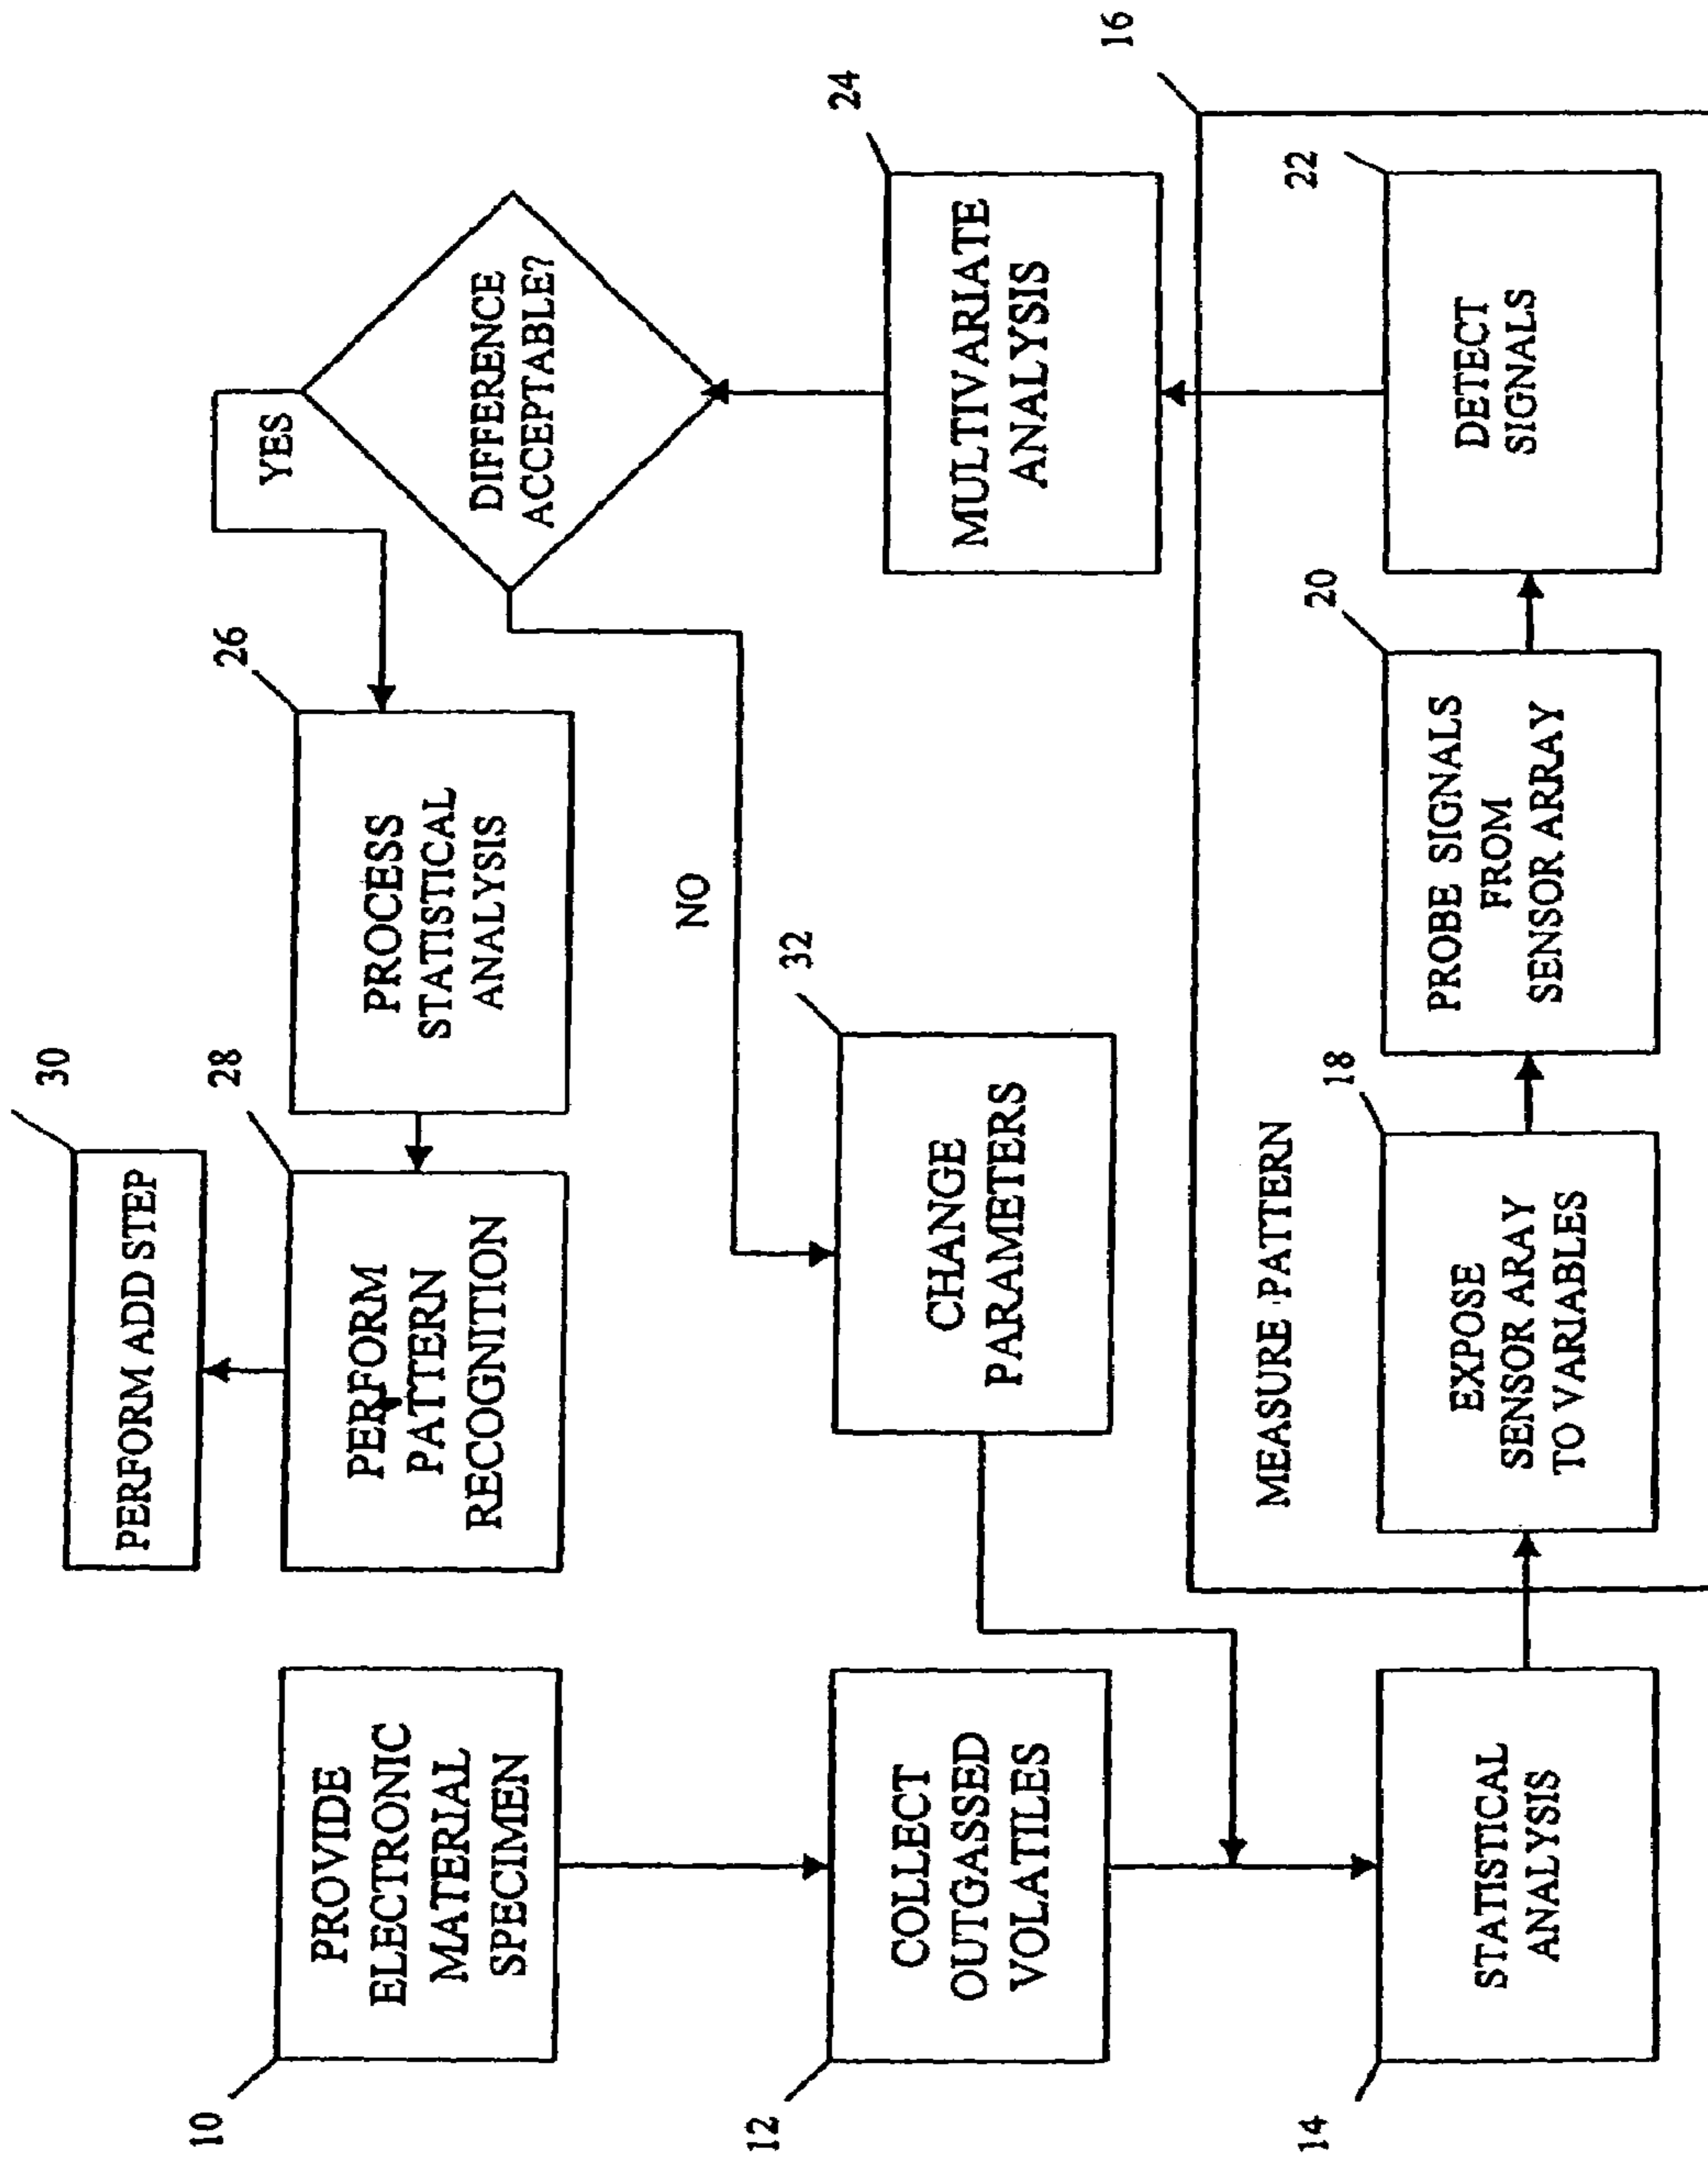 10
PROVIDE
ELECTRONIC
MATERIAL
SPECIMEN
12
COLLECT
OUTGASSED
VOLATILES
14
STATISTICAL
ANALYSIS
16
MEASURE PATTERN
18
EXPOSE
SENSOR ARAY
TO VARIABLES
20
PROBE SIGNALS
FROM
SENSOR ARRAY
22
DETECT
SIGNALS
24
MULTIVARIATE
ANALYSIS
DIFFERENCE
ACCEPTABLE?
YES
NO
26
PROCESS
STATISTICAL
ANALYSIS
28
PERFORM
PATTERN
RECOGNITION
30
PERFORM ADD STEP
32
CHANGE
PARAMETERS